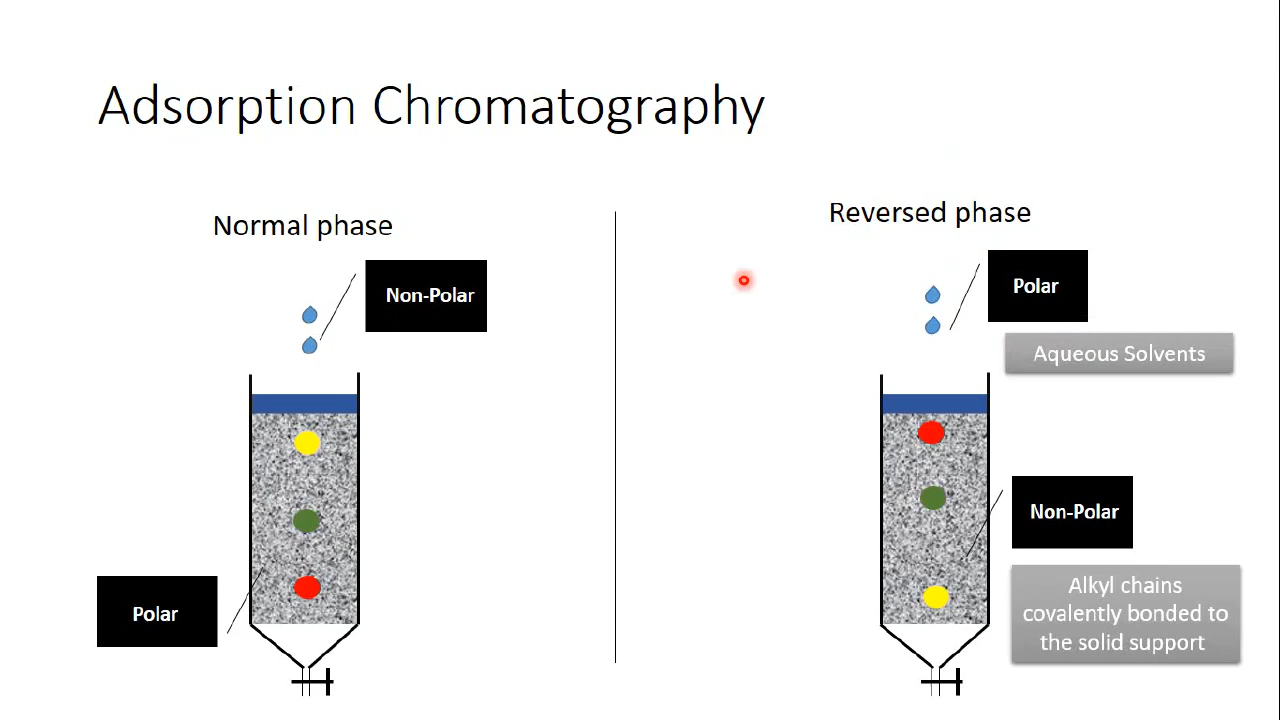 Adsorption Chromatography
Normal phase
Non-Polar
Polar
Reversed phase
Polar
Aqueous Solvents
Non-Polar
Alkyl chains
covalently bonded to
the solid support